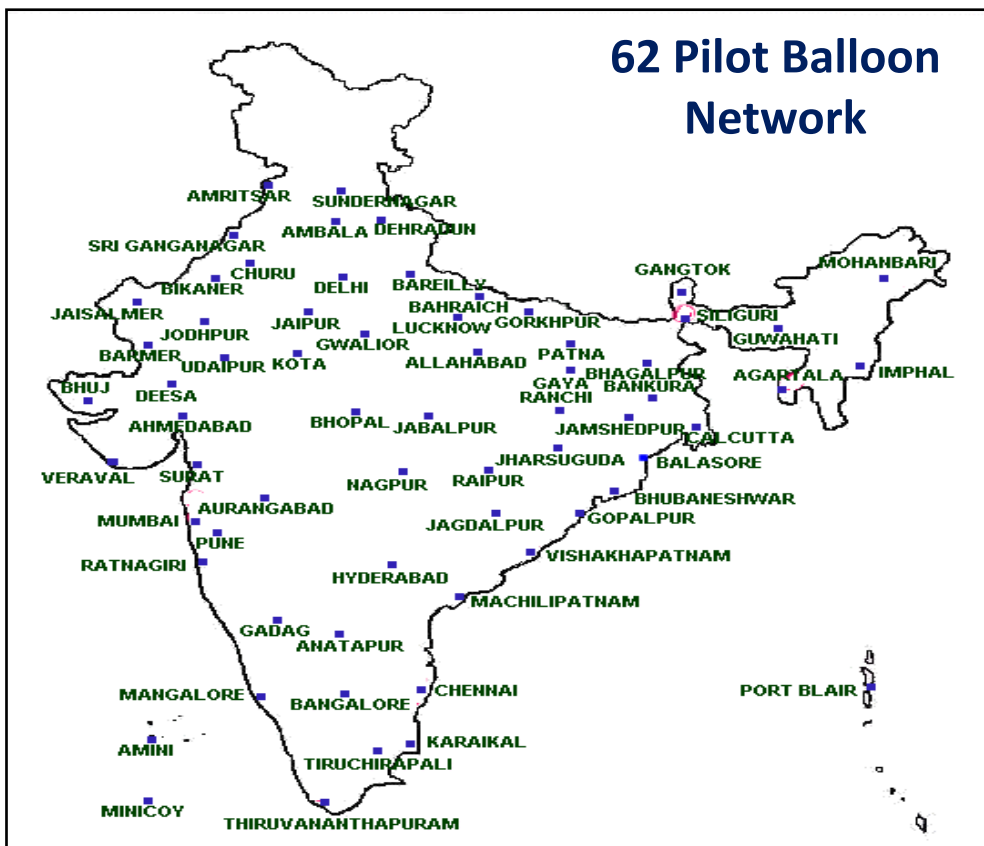 62 Pilot Balloon
Network
AMRITSAR
SUNDERNAGAR
AMBALA
DEHRADUN
SRI GANGANAGAR
CHURU
BIKANER
DELHI
BAREILLY
GANGTOK
MOHANBARI
JAISALMER
BAHRAICH
JODHPUR
JAIPUR
LUCKNOW
GORKHPUR
SILIGURI
GWALIOR
GUWAHATI
BARMER
UDAIPUR
KOTA
ALLAHABAD
PATNA
BHAGALPUR
AGARTALA
IMPHAL
BHUJ
DEESA
GAYA
BANKURA
RANCHI
AHMEDABAD
BHOPAL
JABALPUR
JAMSHEDPUR
CALCUTTA
VERAVAL
SURAT
NAGPUR
RAIPUR
JHARSUGUDA
BALASORE
AURANGABAD
BHUBANESHWAR
MUMBAI
JAGDALPUR
GOPALPUR
PUNE
VISHAKHAPATNAM
RATNAGIRI
HYDERABAD
MACHILIPATNAM
GADAG
ANATAPUR
MANGALORE
BANGALORE
CHENNAI
PORT BLAIR
AMINI
KARAIKAL
TIRUCHIRAPALI
MINICOY
THIRUVANANTHAPURAM